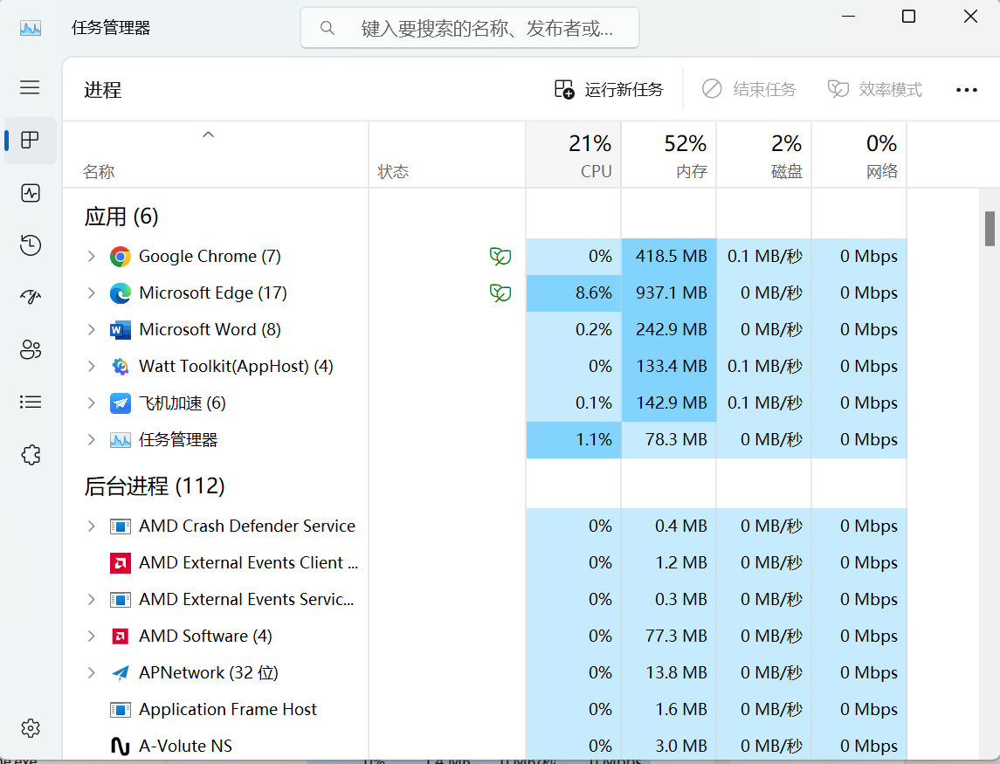 任务管理器
键入要搜索的名称、发布者或...
进程
运行新任务 结束任务 效率模式
21% 52% 2% 0%
名称 状态 CPU 内存 磁盘 网络
应用 (6)
Google Chrome (7) 0% 418.5 MB 0.1 MB/秒 0 Mbps
Microsoft Edge (17) 8.6% 937.1 MB 0 MB/秒 0 Mbps
Microsoft Word (8) 0.2% 242.9 MB 0 MB/秒 0 Mbps
Watt Toolkit(AppHost) (4) 0% 133.4 MB 0.1 MB/秒 0 Mbps
飞机加速 (6) 0.1% 142.9 MB 0.1 MB/秒 0 Mbps
任务管理器 1.1% 78.3 MB 0 MB/秒 0 Mbps
后台进程 (112)
AMD Crash Defender Service 0% 0.4 MB 0 MB/秒 0 Mbps
AMD External Events Client ... 0% 1.2 MB 0 MB/秒 0 Mbps
AMD External Events Servic... 0% 0.3 MB 0 MB/秒 0 Mbps
AMD Software (4) 0% 77.3 MB 0 MB/秒 0 Mbps
APNetwork (32 位) 0% 13.8 MB 0 MB/秒 0 Mbps
Application Frame Host 0% 1.6 MB 0 MB/秒 0 Mbps
A-Volute NS 0% 3.0 MB 0 MB/秒 0 Mbps